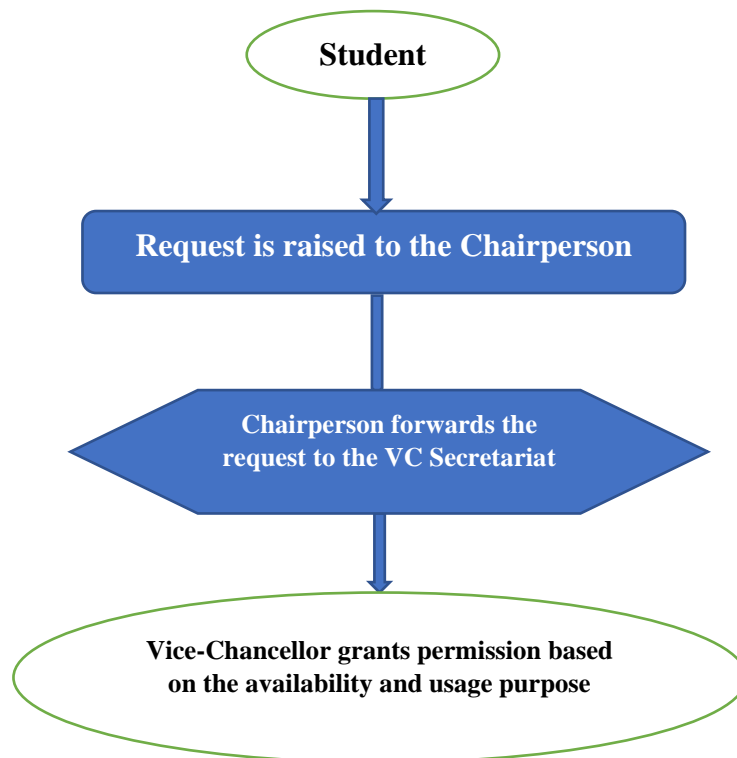 Student
Request is raised to the Chairperson
Chairperson forwards the
request to the VC Secretariat
Vice-Chancellor grants permission based
on the availability and usage purpose